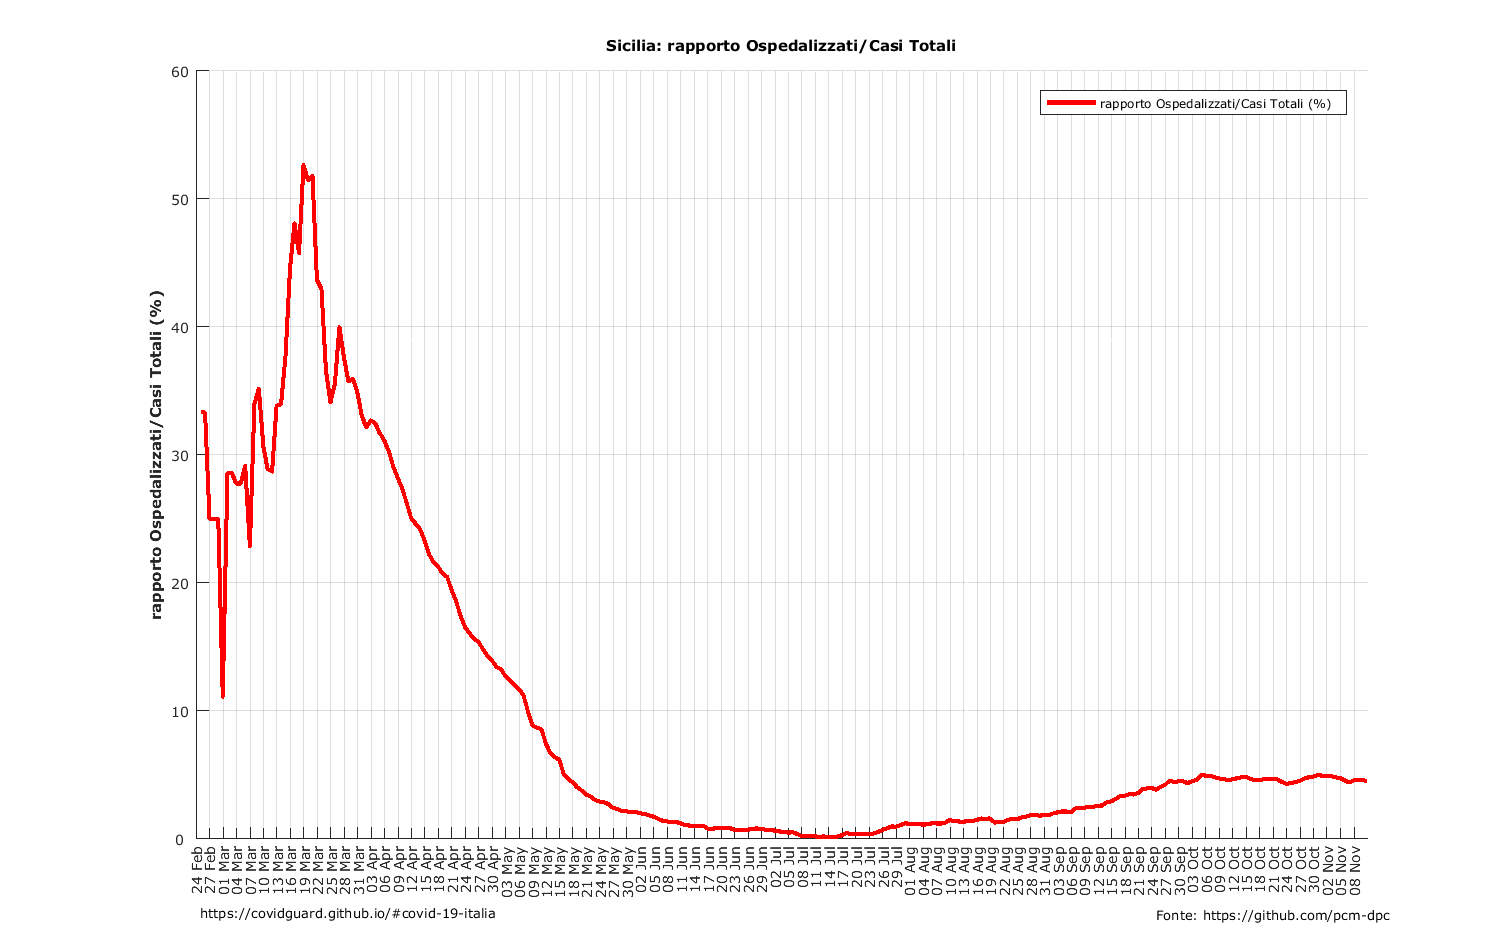 Sicilia: rapporto Ospedalizzati/Casi Totali
rapporto Ospedalizzati/Casi Totali (%)
rapporto Ospedalizzati/Casi Totali (%)
60
50
40
30
20
10
0
24 Feb
27 Feb
01 Mar
04 Mar
07 Mar
10 Mar
13 Mar
16 Mar
19 Mar
22 Mar
25 Mar
28 Mar
31 Mar
03 Apr
06 Apr
09 Apr
12 Apr
15 Apr
18 Apr
21 Apr
24 Apr
27 Apr
30 Apr
03 May
06 May
09 May
12 May
15 May
18 May
21 May
24 May
27 May
30 May
02 Jun
05 Jun
08 Jun
11 Jun
14 Jun
17 Jun
20 Jun
23 Jun
26 Jun
29 Jun
02 Jul
05 Jul
08 Jul
11 Jul
14 Jul
17 Jul
20 Jul
23 Jul
26 Jul
29 Jul
01 Aug
04 Aug
07 Aug
10 Aug
13 Aug
16 Aug
19 Aug
22 Aug
25 Aug
28 Aug
31 Aug
03 Sep
06 Sep
09 Sep
12 Sep
15 Sep
18 Sep
21 Sep
24 Sep
27 Sep
30 Sep
03 Oct
06 Oct
09 Oct
12 Oct
15 Oct
18 Oct
21 Oct
24 Oct
27 Oct
30 Oct
02 Nov
05 Nov
08 Nov
https://covidguard.github.io/#covid-19-italia
Fonte: https://github.com/pcm-dpc